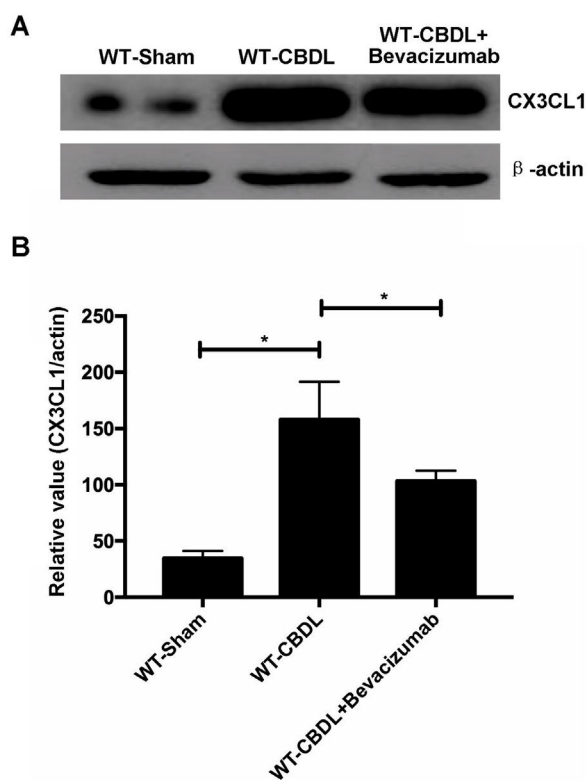 A
WT-Sham
WT-CBDL
WT-CBDL+
Bevacizumab
CX3CL1
β-actin
B
*
*
250
200
150
100
50
0
Relative value (CX3CL1/actin)
WT-Sham
WT-CBDL
WT-CBDL+Bevacizumab